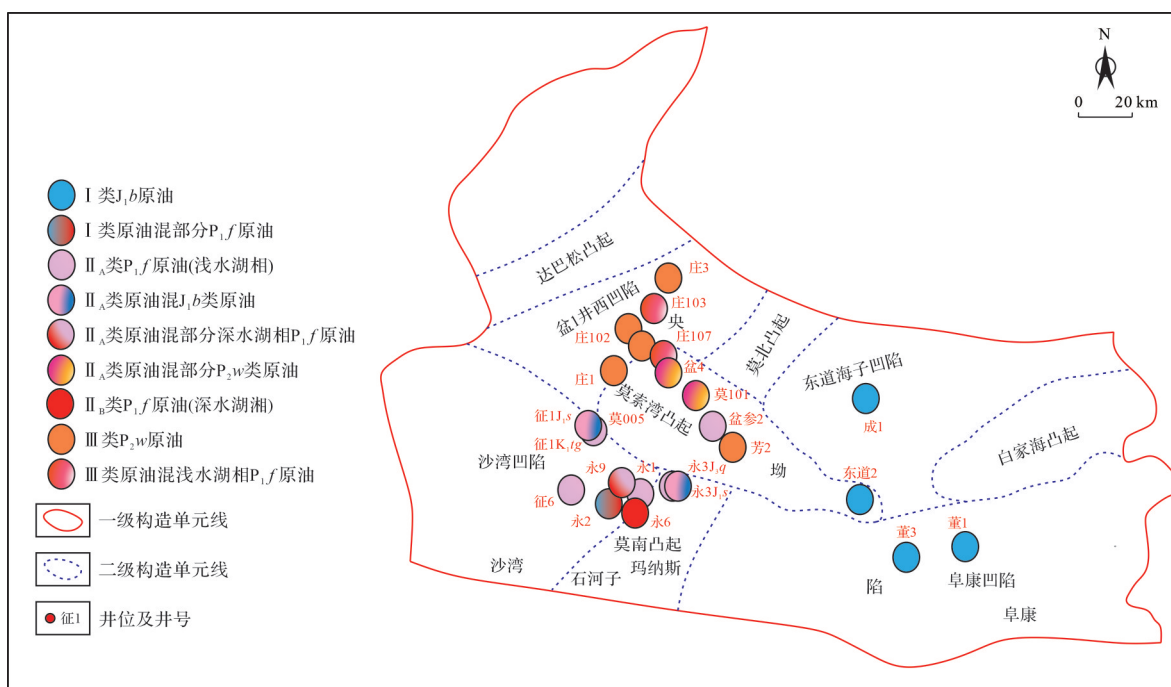 N
0 20 km
Ⅰ类J₁b原油
Ⅰ类原油混部分P₁f原油
Ⅱ_A类P₁f原油(浅水湖相)
Ⅱ_A类原油混J₁b类原油
Ⅱ_A类原油混部分深水湖相P₁f原油
Ⅱ_A类原油混部分P₂w类原油
Ⅱ_B类P₁f原油(深水湖湘)
Ⅲ类P₂w原油
Ⅲ类原油混浅水湖相P₁f原油
一级构造单元线
二级构造单元线
征1 井位及井号
达巴松凸起
盆1井西凹陷
庄3
庄103
央
庄102
庄107
莫北凸起
盆4
庄1
莫101
东道海子凹陷
成1
莫索湾凸起
盆参2
征1J₁s
莫005
征1K₁tg
芳2
坳
白家海凸起
沙湾凹陷
永9
永1
永3J₃q
永3J₁s
东道2
征6
永2
永6
莫南凸起
董3
董1
陷
阜康凹陷
沙湾
石河子
玛纳斯
阜康